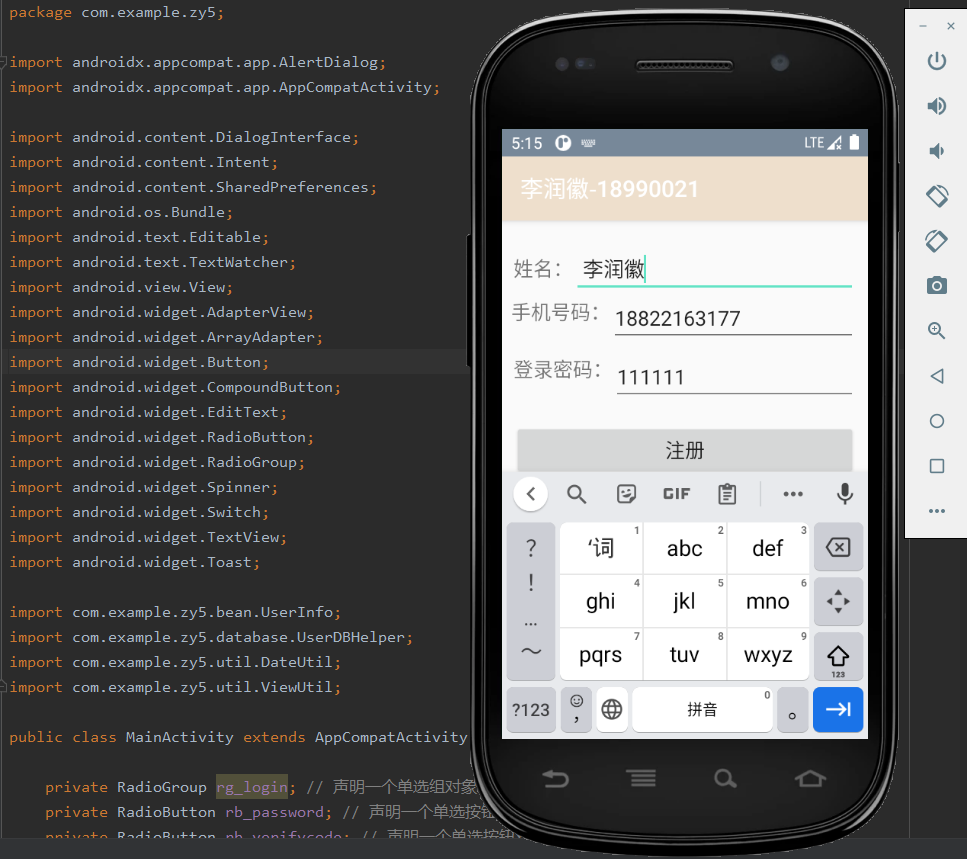 package com.example.zy5;
import androidx.appcompat.app.AlertDialog;
import androidx.appcompat.app.AppCompatActivity;
import android.content.DialogInterface;
import android.content.Intent;
import android.content.SharedPreferences;
import android.os.Bundle;
import android.text.Editable;
import android.text.TextWatcher;
import android.view.View;
import android.widget.AdapterView;
import android.widget.ArrayAdapter;
import android.widget.Button;
import android.widget.CompoundButton;
import android.widget.EditText;
import android.widget.RadioButton;
import android.widget.RadioGroup;
import android.widget.Spinner;
import android.widget.Switch;
import android.widget.TextView;
import android.widget.Toast;
import com.example.zy5.bean.UserInfo;
import com.example.zy5.database.UserDBHelper;
import com.example.zy5.util.DateUtil;
import com.example.zy5.util.ViewUtil;
public class MainActivity extends AppCompatActivity
private RadioGroup rg_login; // 声明一个单选组对象
private RadioButton rb_password; // 声明一个单选按钮
private RadioButton rb_verifycode; // 声明一个单选按钮
5:15 LTE
李润徽-18990021
姓名: 李润徽
手机号码: 18822163177
登录密码: 111111
注册
GIF
? '词 1 abc 2 def 3
!
ghi 4 jkl 5 mno 6
...
~ pqrs 7 tuv 8 wxyz 9 123
?123 , 拼音 0 。